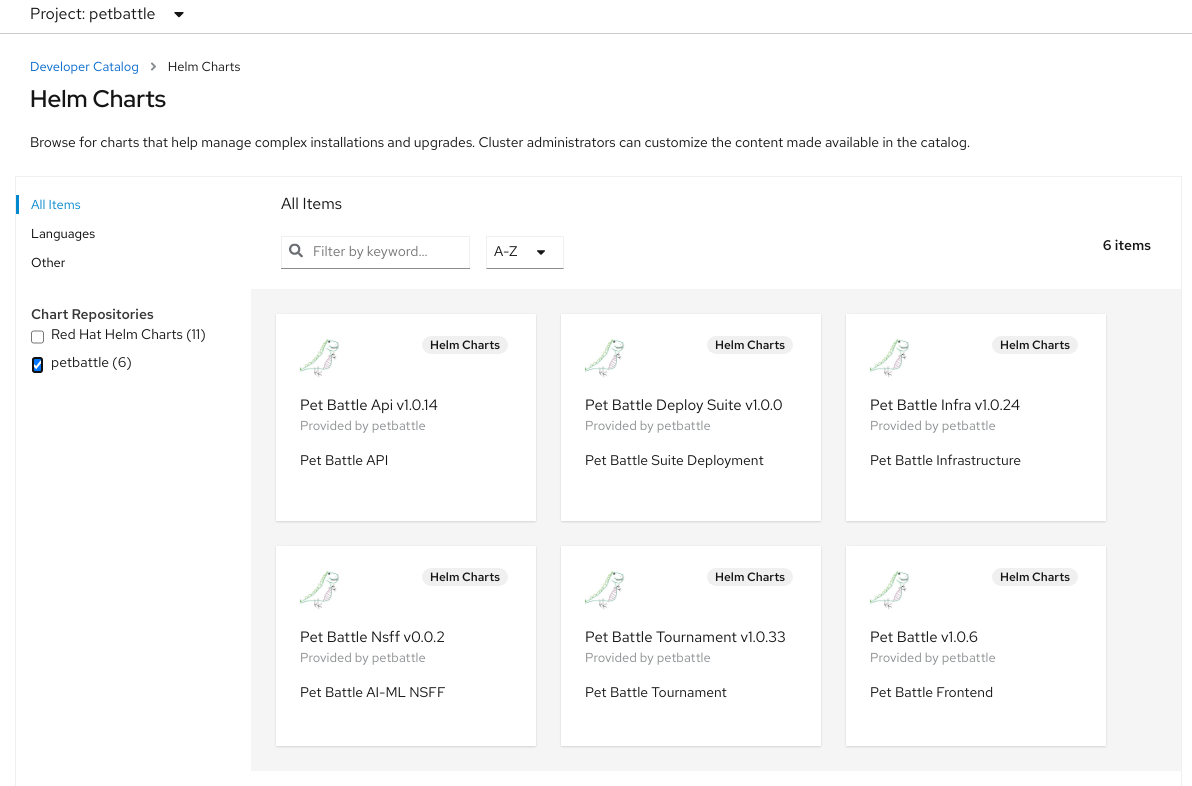 Project: petbattle
Developer Catalog > Helm Charts
Helm Charts
Browse for charts that help manage complex installations and upgrades. Cluster administrators can customize the content made available in the catalog.
All Items
Languages
Other
Chart Repositories
Red Hat Helm Charts (11)
petbattle (6)
All Items
Filter by keyword...
A-Z
6 items
Helm Charts
Pet Battle Api v1.0.14
Provided by petbattle
Pet Battle API
Helm Charts
Pet Battle Deploy Suite v1.0.0
Provided by petbattle
Pet Battle Suite Deployment
Helm Charts
Pet Battle Infra v1.0.24
Provided by petbattle
Pet Battle Infrastructure
Helm Charts
Pet Battle Nsff v0.0.2
Provided by petbattle
Pet Battle AI-ML NSFF
Helm Charts
Pet Battle Tournament v1.0.33
Provided by petbattle
Pet Battle Tournament
Helm Charts
Pet Battle v1.0.6
Provided by petbattle
Pet Battle Frontend